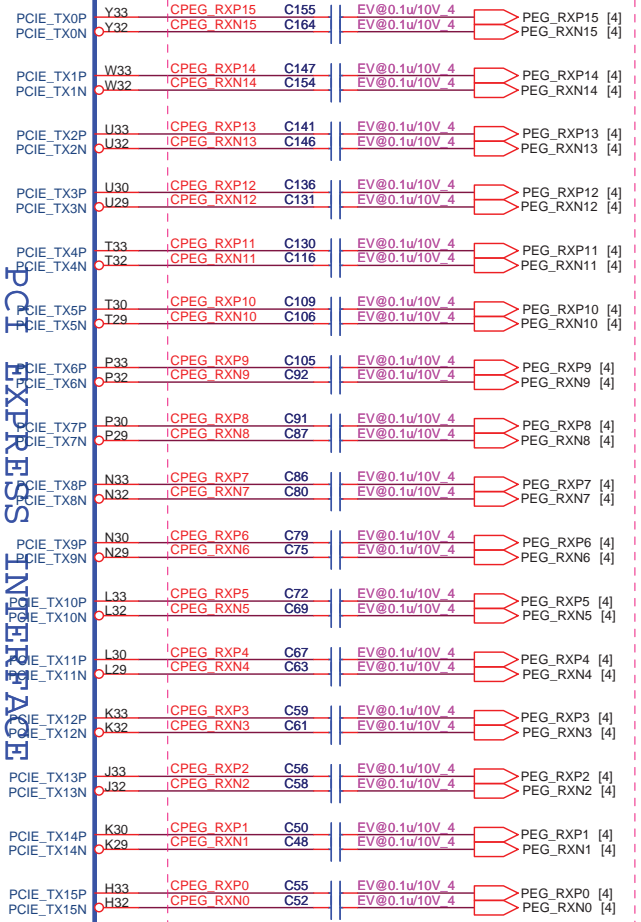 PCI EXPRESS INTERFACE
PCIE_TX0P Y33 CPEG_RXP15 C155 EV@0.1u/10V_4 PEG_RXP15 [4]
PCIE_TX0N Y32 CPEG_RXN15 C164 EV@0.1u/10V_4 PEG_RXN15 [4]
PCIE_TX1P W33 CPEG_RXP14 C147 EV@0.1u/10V_4 PEG_RXP14 [4]
PCIE_TX1N W32 CPEG_RXN14 C154 EV@0.1u/10V_4 PEG_RXN14 [4]
PCIE_TX2P U33 CPEG_RXP13 C141 EV@0.1u/10V_4 PEG_RXP13 [4]
PCIE_TX2N U32 CPEG_RXN13 C146 EV@0.1u/10V_4 PEG_RXN13 [4]
PCIE_TX3P U30 CPEG_RXP12 C136 EV@0.1u/10V_4 PEG_RXP12 [4]
PCIE_TX3N U29 CPEG_RXN12 C131 EV@0.1u/10V_4 PEG_RXN12 [4]
PCIE_TX4P T33 CPEG_RXP11 C130 EV@0.1u/10V_4 PEG_RXP11 [4]
PCIE_TX4N T32 CPEG_RXN11 C116 EV@0.1u/10V_4 PEG_RXN11 [4]
PCIE_TX5P T30 CPEG_RXP10 C109 EV@0.1u/10V_4 PEG_RXP10 [4]
PCIE_TX5N T29 CPEG_RXN10 C106 EV@0.1u/10V_4 PEG_RXN10 [4]
PCIE_TX6P P33 CPEG_RXP9 C105 EV@0.1u/10V_4 PEG_RXP9 [4]
PCIE_TX6N P32 CPEG_RXN9 C92 EV@0.1u/10V_4 PEG_RXN9 [4]
PCIE_TX7P P30 CPEG_RXP8 C91 EV@0.1u/10V_4 PEG_RXP8 [4]
PCIE_TX7N P29 CPEG_RXN8 C87 EV@0.1u/10V_4 PEG_RXN8 [4]
PCIE_TX8P N33 CPEG_RXP7 C86 EV@0.1u/10V_4 PEG_RXP7 [4]
PCIE_TX8N N32 CPEG_RXN7 C80 EV@0.1u/10V_4 PEG_RXN7 [4]
PCIE_TX9P N30 CPEG_RXP6 C79 EV@0.1u/10V_4 PEG_RXP6 [4]
PCIE_TX9N N29 CPEG_RXN6 C75 EV@0.1u/10V_4 PEG_RXN6 [4]
PCIE_TX10P L33 CPEG_RXP5 C72 EV@0.1u/10V_4 PEG_RXP5 [4]
PCIE_TX10N L32 CPEG_RXN5 C69 EV@0.1u/10V_4 PEG_RXN5 [4]
PCIE_TX11P L30 CPEG_RXP4 C67 EV@0.1u/10V_4 PEG_RXP4 [4]
PCIE_TX11N L29 CPEG_RXN4 C63 EV@0.1u/10V_4 PEG_RXN4 [4]
PCIE_TX12P K33 CPEG_RXP3 C59 EV@0.1u/10V_4 PEG_RXP3 [4]
PCIE_TX12N K32 CPEG_RXN3 C61 EV@0.1u/10V_4 PEG_RXN3 [4]
PCIE_TX13P J33 CPEG_RXP2 C56 EV@0.1u/10V_4 PEG_RXP2 [4]
PCIE_TX13N J32 CPEG_RXN2 C58 EV@0.1u/10V_4 PEG_RXN2 [4]
PCIE_TX14P K30 CPEG_RXP1 C50 EV@0.1u/10V_4 PEG_RXP1 [4]
PCIE_TX14N K29 CPEG_RXN1 C48 EV@0.1u/10V_4 PEG_RXN1 [4]
PCIE_TX15P H33 CPEG_RXP0 C55 EV@0.1u/10V_4 PEG_RXP0 [4]
PCIE_TX15N H32 CPEG_RXN0 C52 EV@0.1u/10V_4 PEG_RXN0 [4]